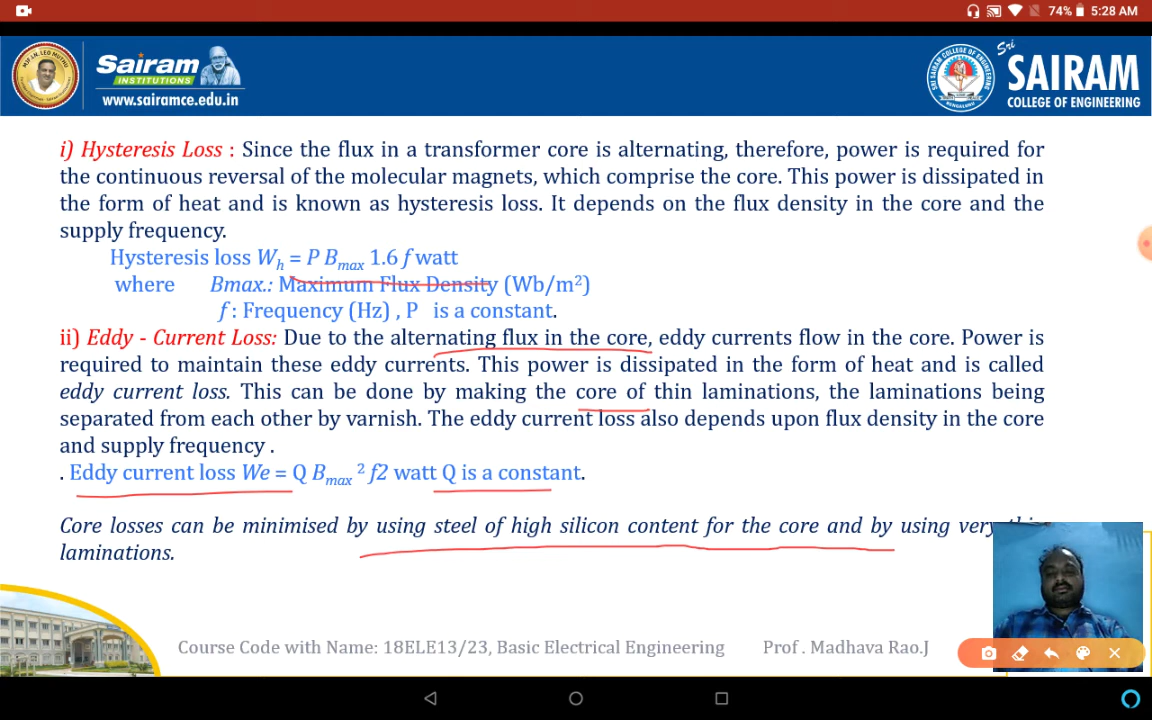 74% 5:28 AM
Sairam
INSTITUTIONS
www.sairamce.edu.in
Sri
SAIRAM
COLLEGE OF ENGINEERING
i) Hysteresis Loss : Since the flux in a transformer core is alternating, therefore, power is required for
the continuous reversal of the molecular magnets, which comprise the core. This power is dissipated in
the form of heat and is known as hysteresis loss. It depends on the flux density in the core and the
supply frequency.
Hysteresis loss Wh = P Bmax 1.6 f watt
where Bmax.: Maximum Flux Density (Wb/m²)
f : Frequency (Hz) , P is a constant.
ii) Eddy - Current Loss: Due to the alternating flux in the core, eddy currents flow in the core. Power is
required to maintain these eddy currents. This power is dissipated in the form of heat and is called
eddy current loss. This can be done by making the core of thin laminations, the laminations being
separated from each other by varnish. The eddy current loss also depends upon flux density in the core
and supply frequency .
. Eddy current loss We = Q Bmax ² f2 watt Q is a constant.
Core losses can be minimised by using steel of high silicon content for the core and by using very
laminations.
Course Code with Name: 18ELE13/23, Basic Electrical Engineering Prof . Madhava Rao.J